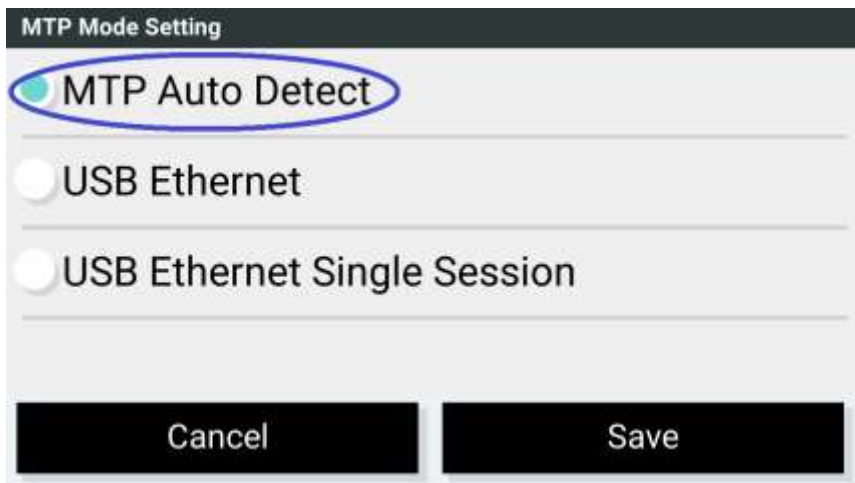 MTP Mode Setting
MTP Auto Detect
USB Ethernet
USB Ethernet Single Session
Cancel Save